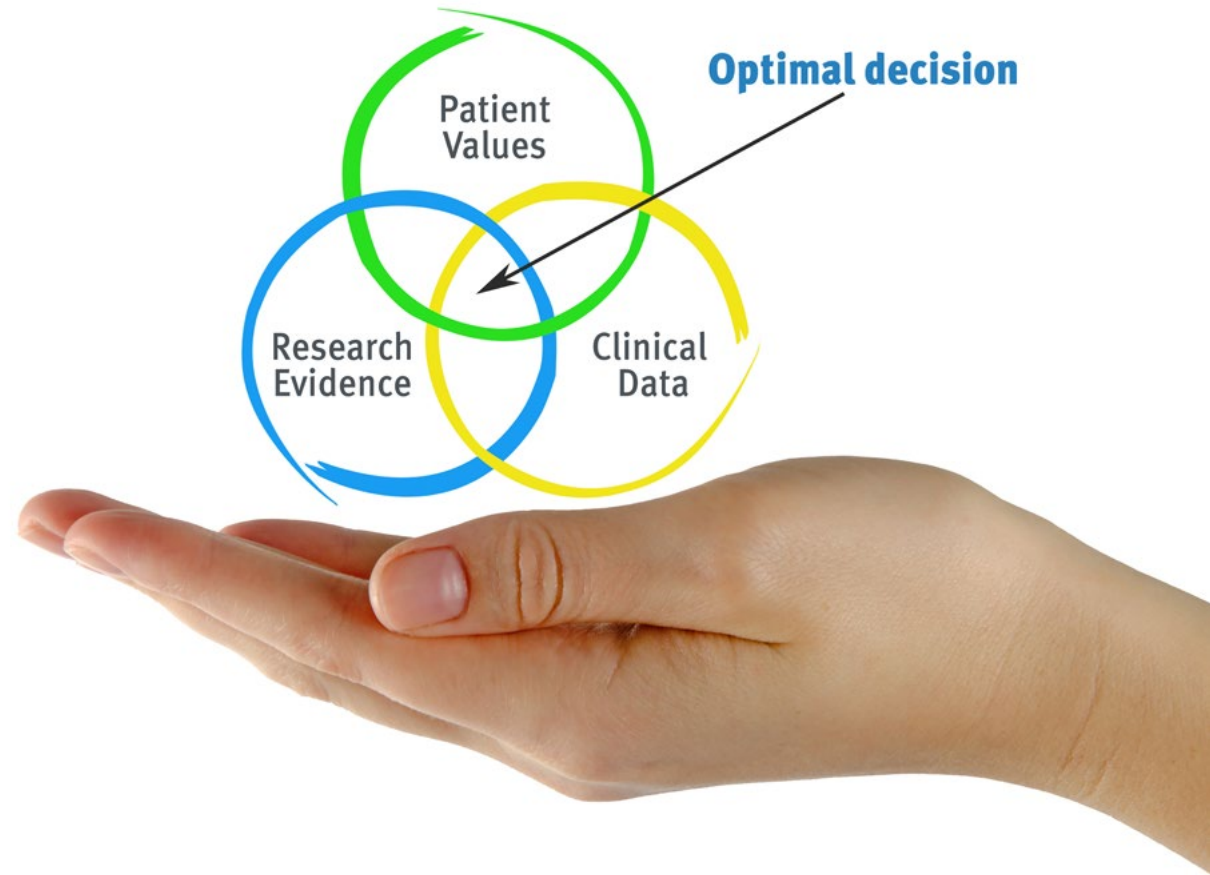 Optimal decision
Patient
Values
Research
Evidence
Clinical
Data